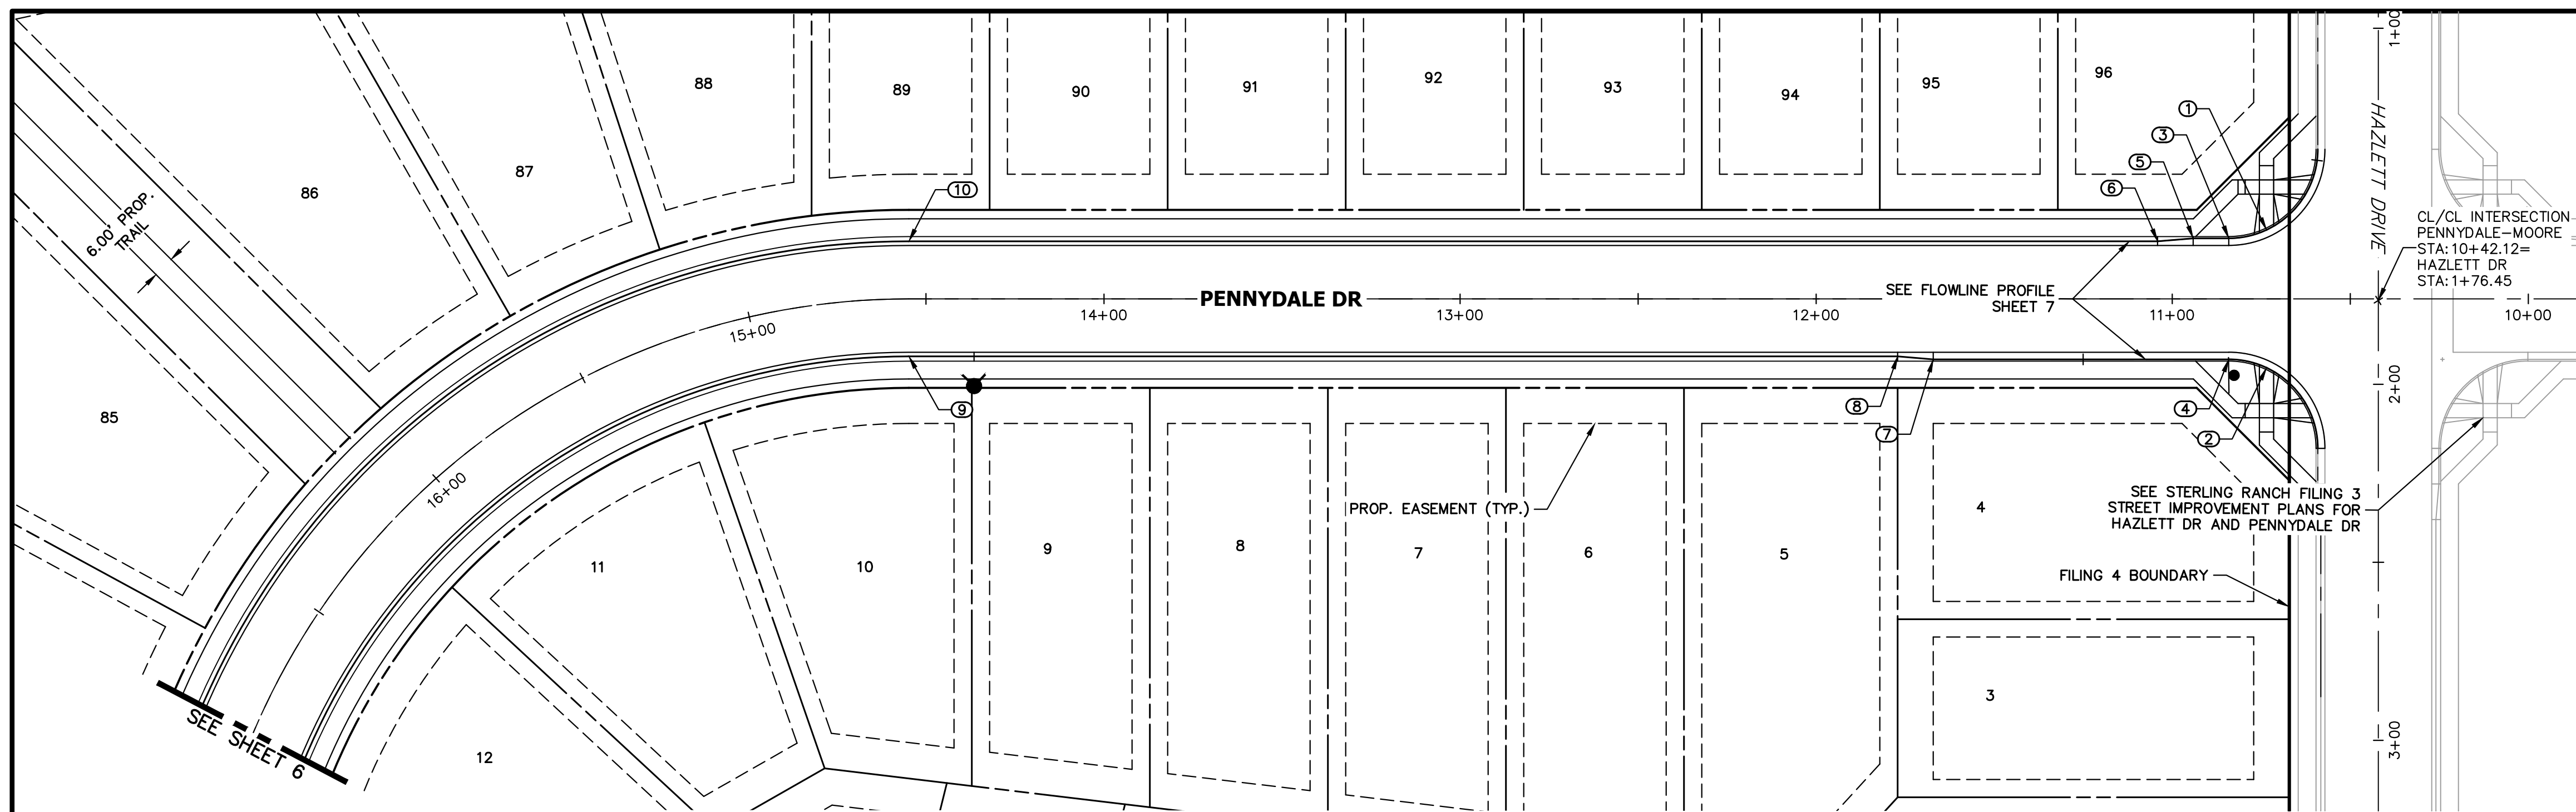 88
89
90
91
92
93
94
95
96
1+00
1
3
5
6
10
87
86
6.00' PROP.
TRAIL
HAZLETT DRIVE
CL/CL INTERSECTION
PENNYDALE-MOORE
STA:10+42.12=
HAZLETT DR
STA:1+76.45
PENNYDALE DR
SEE FLOWLINE PROFILE
SHEET 7
15+00
14+00
13+00
12+00
11+00
10+00
2+00
85
9
8
7
4
2
16+00
PROP. EASEMENT (TYP.)
SEE STERLING RANCH FILING 3
STREET IMPROVEMENT PLANS FOR
HAZLETT DR AND PENNYDALE DR
4
11
10
9
8
7
6
5
FILING 4 BOUNDARY
3
SEE SHEET 6
12
3+00